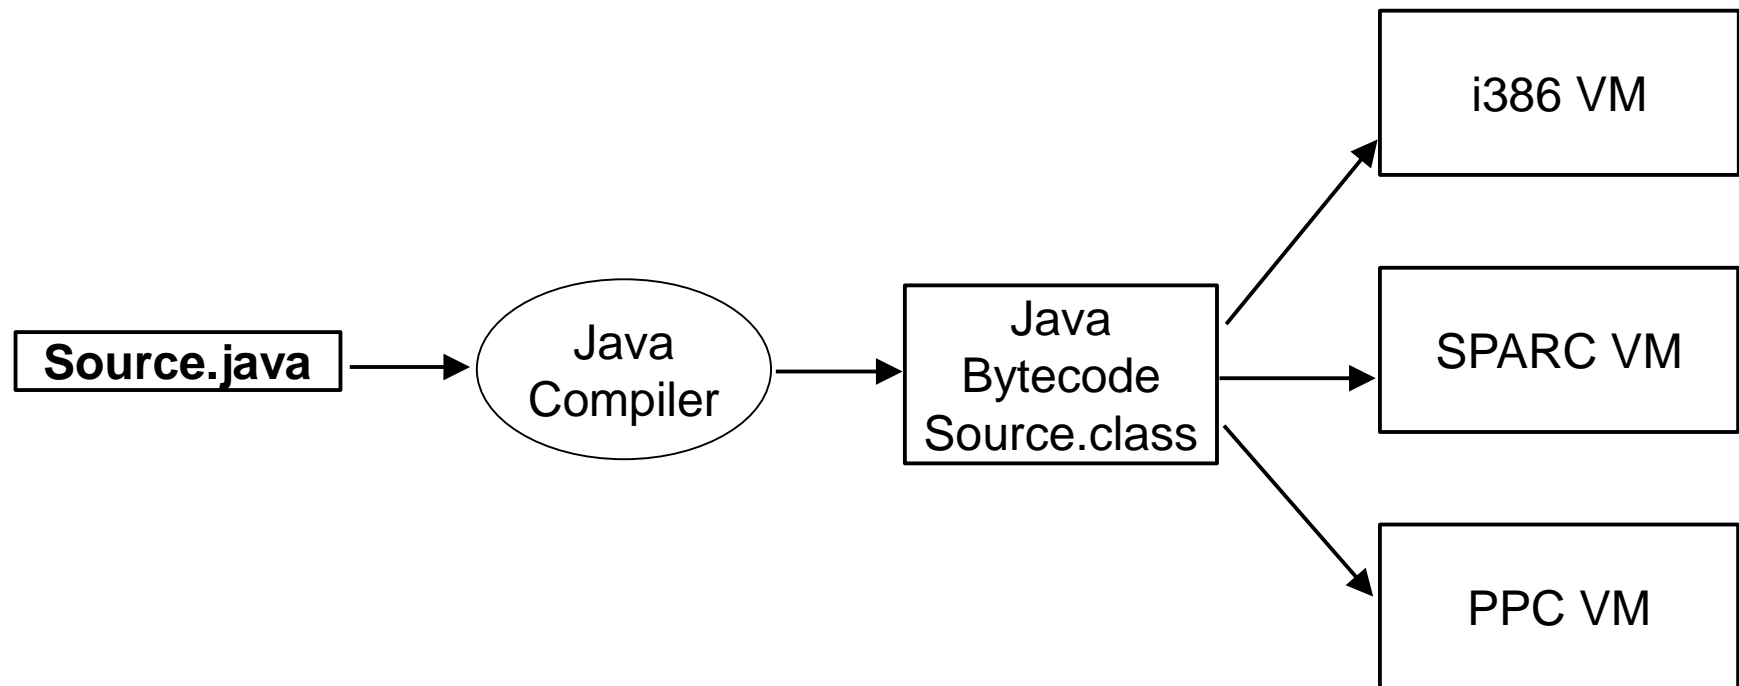 Source.java
Java
Compiler
Java
Bytecode
Source.class
i386 VM
SPARC VM
PPC VM